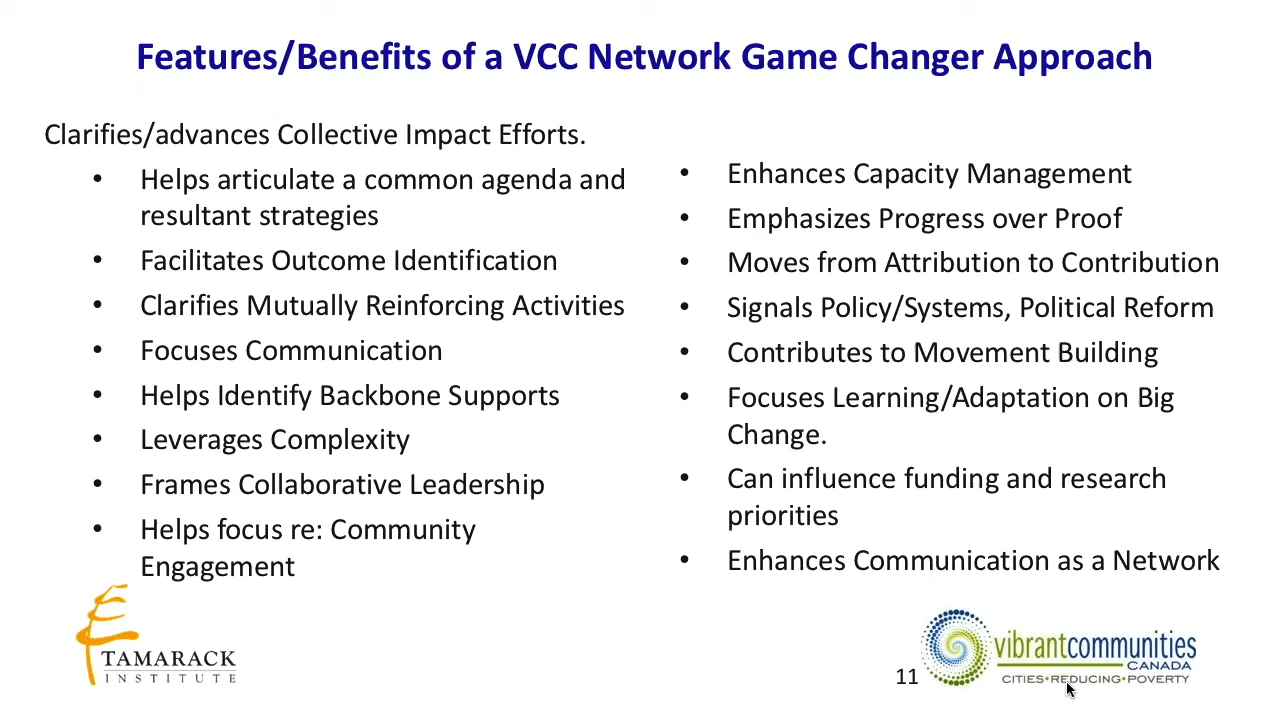 Features/Benefits of a VCC Network Game Changer Approach
Clarifies/advances Collective Impact Efforts.
• Helps articulate a common agenda and
resultant strategies
• Facilitates Outcome Identification
• Clarifies Mutually Reinforcing Activities
• Focuses Communication
• Helps Identify Backbone Supports
• Leverages Complexity
• Frames Collaborative Leadership
• Helps focus re: Community
Engagement
• Enhances Capacity Management
• Emphasizes Progress over Proof
• Moves from Attribution to Contribution
• Signals Policy/Systems, Political Reform
• Contributes to Movement Building
• Focuses Learning/Adaptation on Big
Change.
• Can influence funding and research
priorities
• Enhances Communication as a Network
TAMARACK
INSTITUTE
11
vibrantcommunities
CANADA
CITIES•REDUCING•POVERTY